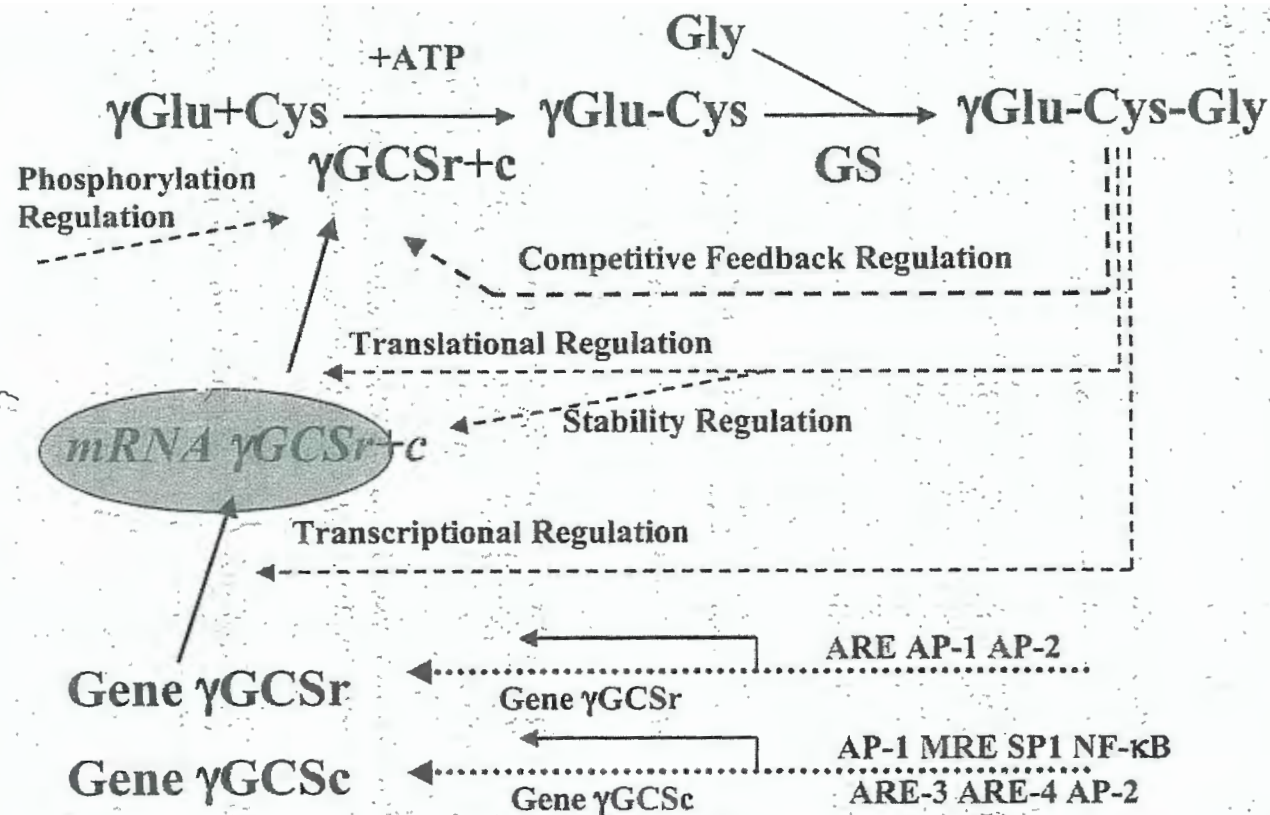 Gly
+ATP
γGlu+Cys γGlu-Cys γGlu-Cys-Gly
γGCSr+c GS
Phosphorylation
Regulation
Competitive Feedback Regulation
Translational Regulation
Stability Regulation
mRNA γGCSr+c
Transcriptional Regulation
ARE AP-1 AP-2
Gene γGCSr
Gene γGCSr
AP-1 MRE SP1 NF-κB
Gene γGCSc
Gene γGCSc
ARE-3 ARE-4 AP-2